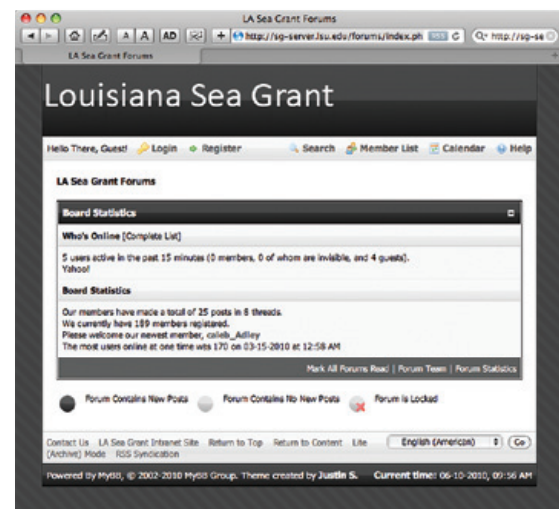 LA Sea Grant Forums
A A AD + http://sg-server.lsu.edu/forums/index.ph RSS C Q http://sg-se
LA Sea Grant Forums
Louisiana Sea Grant
Hello There, Guest! Login Register Search Member List Calendar Help
LA Sea Grant Forums
Board Statistics
Who's Online [Complete List]
5 users active in the past 15 minutes (0 members, 0 of whom are invisible, and 4 guests).
Yahoo!
Board Statistics
Our members have made a total of 25 posts in 6 threads.
We currently have 189 members registered.
Please welcome our newest member, caleb_Adley
The most users online at one time was 170 on 03-15-2010 at 12:58 AM
Mark All Forums Read | Forum Team | Forum Statistics
Forum Contains New Posts Forum Contains No New Posts Forum is Locked
Contact Us LA Sea Grant Intranet Site Return to Top Return to Content Lite English (American) Go
(Archive) Mode RSS Syndication
Powered By MyBB, © 2002-2010 MyBB Group. Theme created by Justin S. Current time: 06-10-2010, 09:56 AM